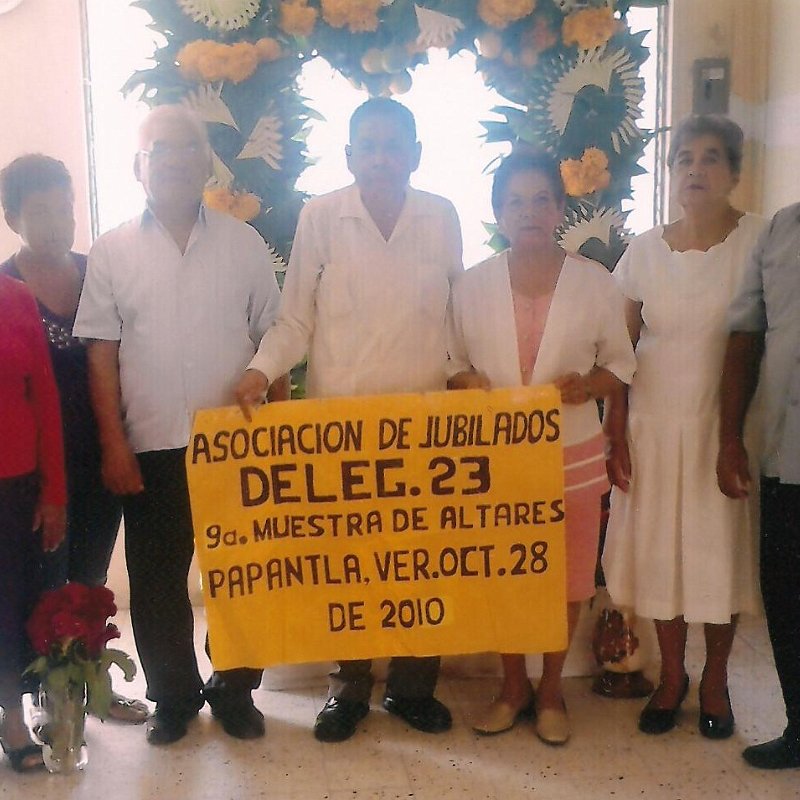 ASOCIACION DE JUBILADOS
DELEG. 23
9a. MUESTRA DE ALTARES
PAPANTLA, VER. OCT. 28
DE 2010